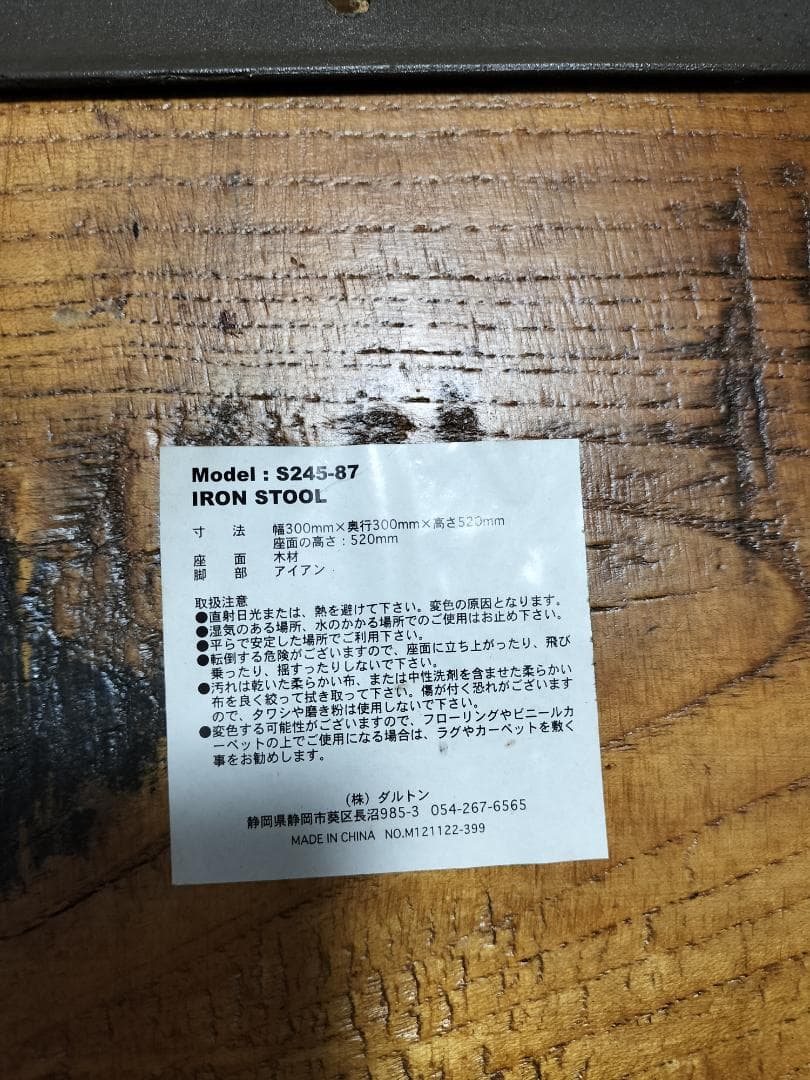 Model : S245-87
IRON STOOL
寸 法 幅300mm×奥行300mm×高さ520mm
座面の高さ：520mm
座 面 木材
脚 部 アイアン
取扱注意
●直射日光または、熱を避けて下さい。変色の原因となります。
●湿気のある場所、水のかかる場所でのご使用はお止め下さい。
●平らで安定した場所でご利用下さい。
●転倒する危険がございますので、座面に立ち上がったり、飛び
乗ったり、揺すったりしないで下さい。
●汚れは乾いた柔らかい布、または中性洗剤を含ませた柔らかい
布を良く絞って拭き取って下さい。傷が付く恐れがございます
ので、タワシや磨き粉は使用しないで下さい。
●変色する可能性がございますので、フローリングやビニールカ
ーペットの上でご使用になる場合は、ラグやカーペットを敷く
事をお勧めします。
（株）ダルトン
静岡県静岡市葵区長沼985-3 054-267-6565
MADE IN CHINA NO.M121122-399